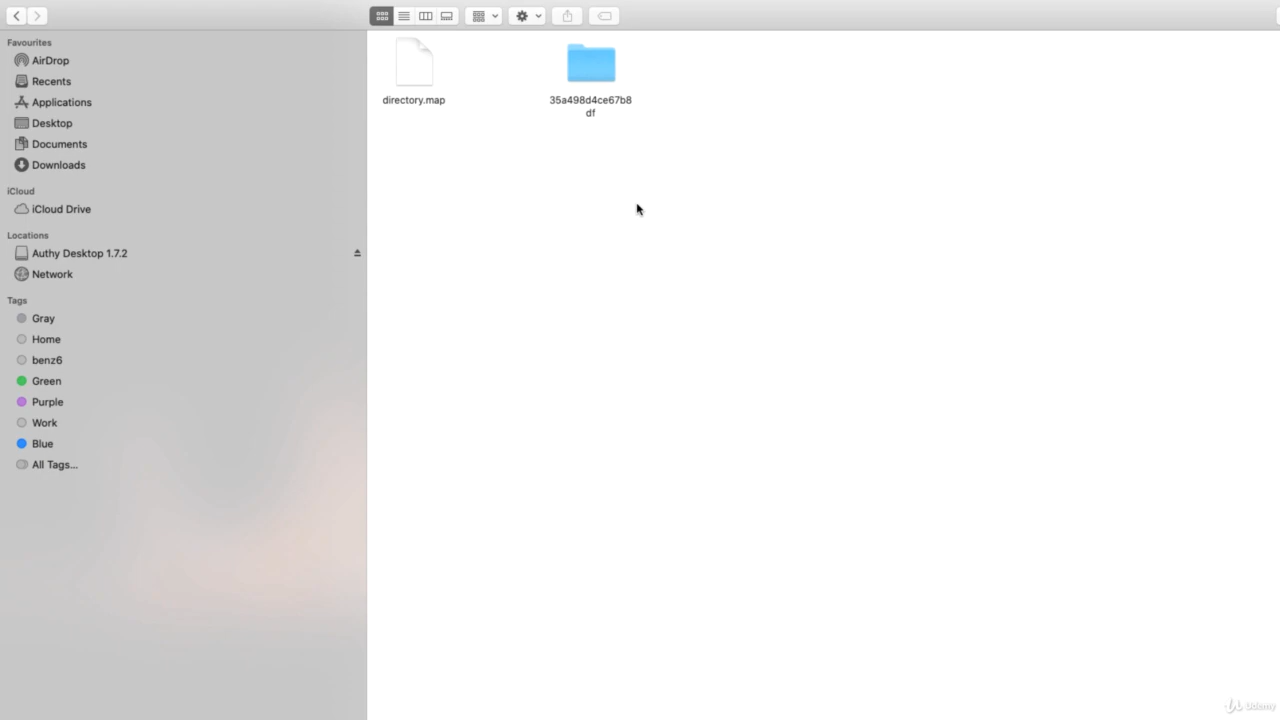 Favourites
AirDrop
Recents
Applications
Desktop
Documents
Downloads
iCloud
iCloud Drive
Locations
Authy Desktop 1.7.2
Network
Tags
Gray
Home
benz6
Green
Purple
Work
Blue
All Tags...
directory.map
35a498d4ce67b8
df
Udemy